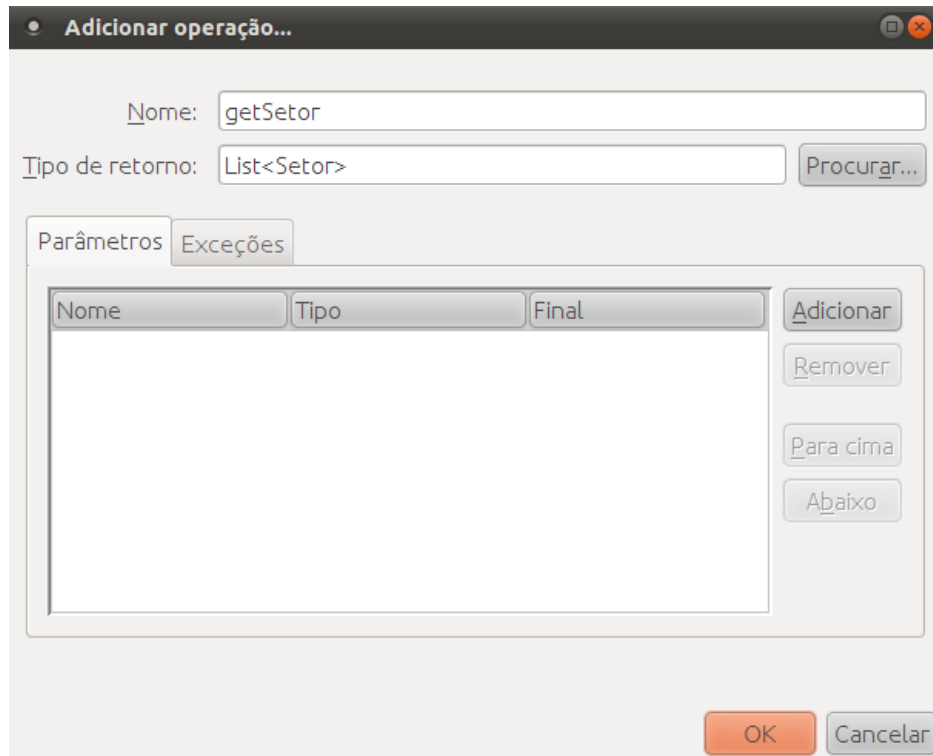 Adicionar operação...
Nome: getSetor
Tipo de retorno: List<Setor> Procurar...
Parâmetros Exceções
Nome Tipo Final Adicionar
Remover
Para cima
Abaixo
OK Cancelar